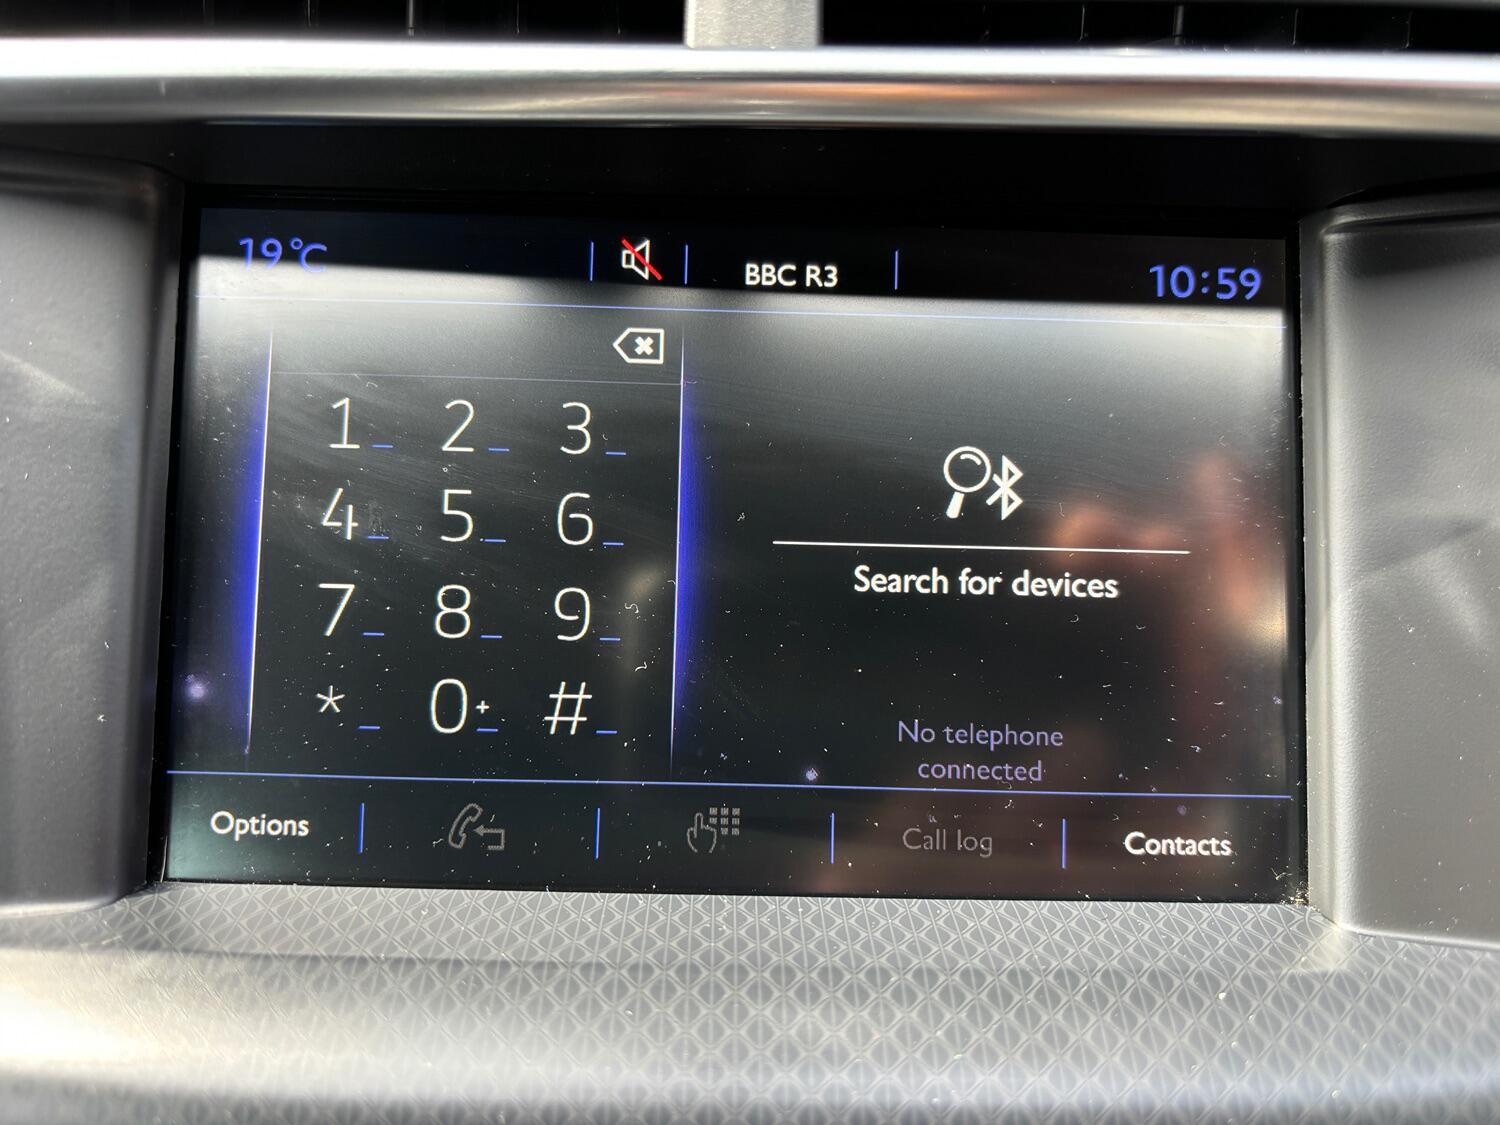 19°C
BBC R3
10:59
1 2 3
4 5 6
7 8 9
* 0+ #
Search for devices
No telephone
connected
Options
Call log
Contacts